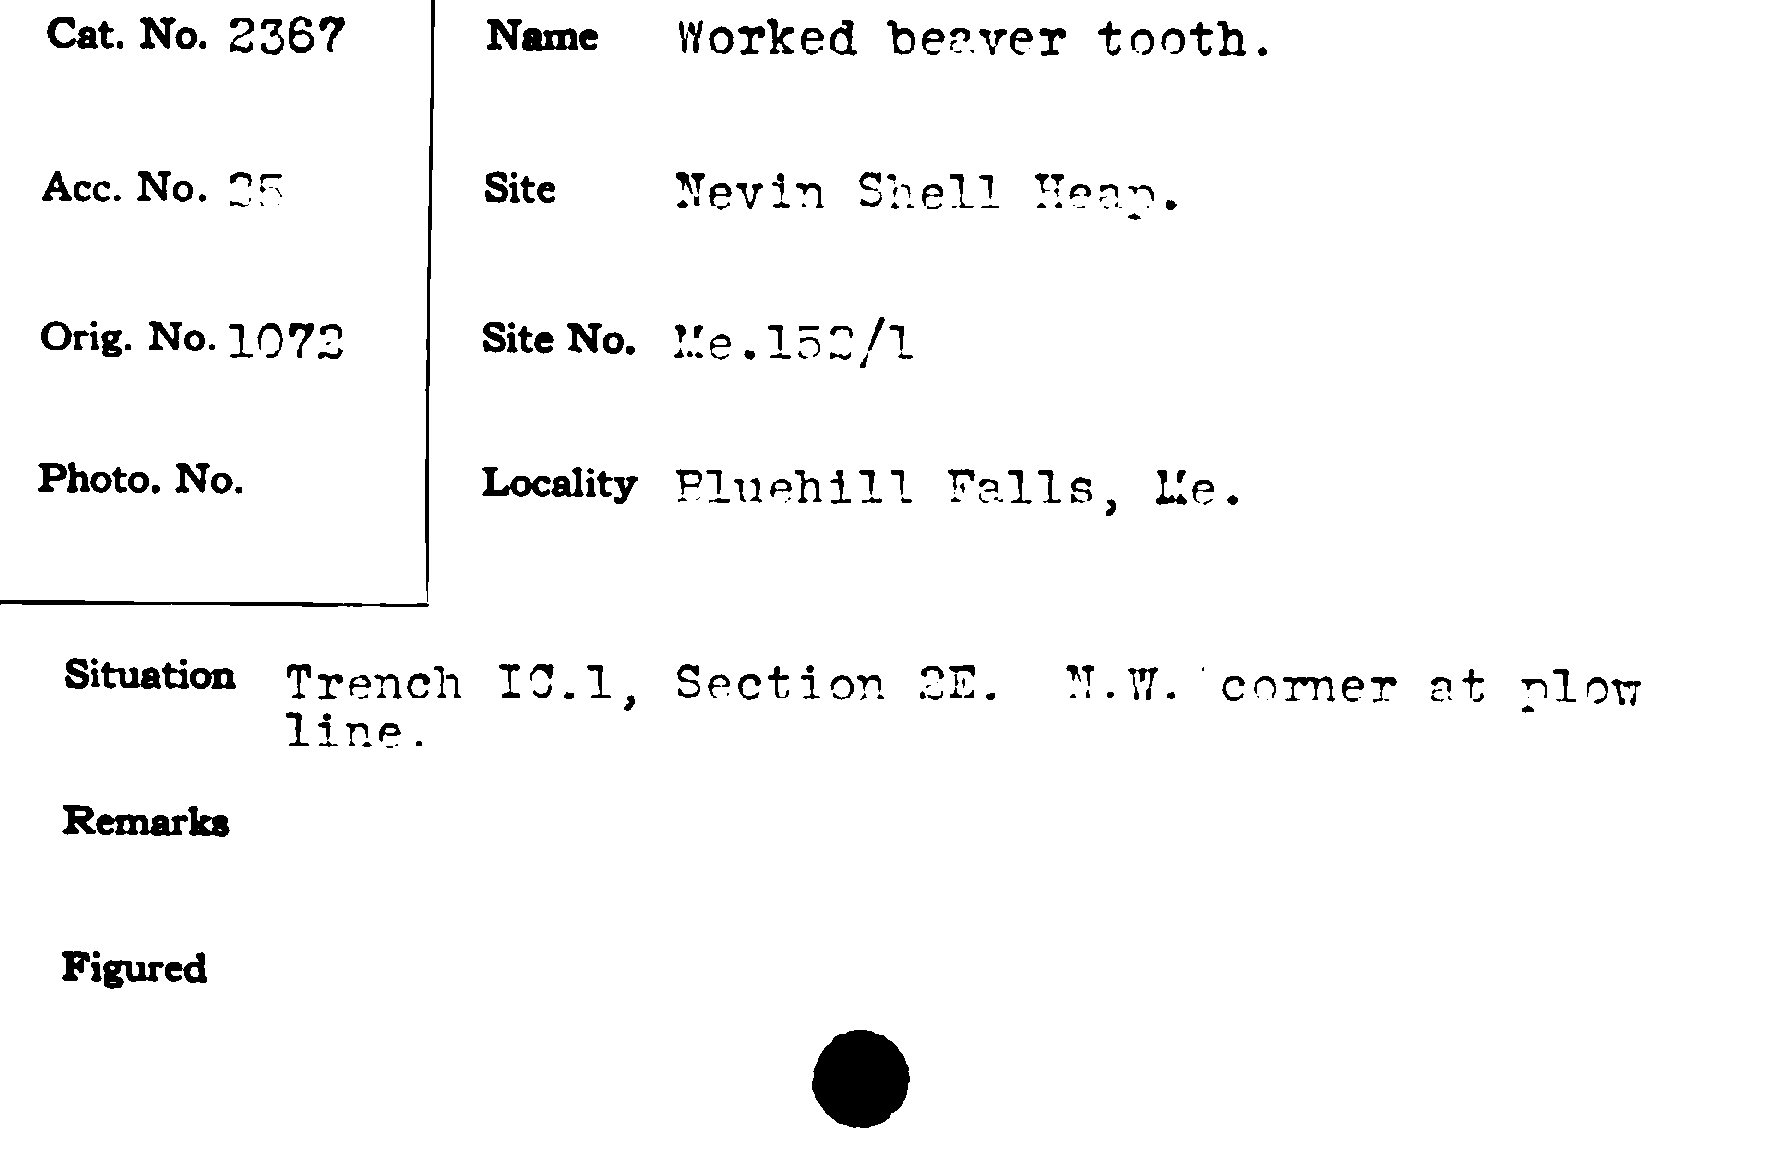 Cat. No. 2367
Name Worked beaver tooth.
Acc. No. 25
Site Nevin Shell Heap.
Orig. No. 1072
Site No. Me.152/1
Photo. No.
Locality Bluehill Falls, Me.
Situation Trench IC.1, Section 2E. N.W. corner at plow
line.
Remarks
Figured